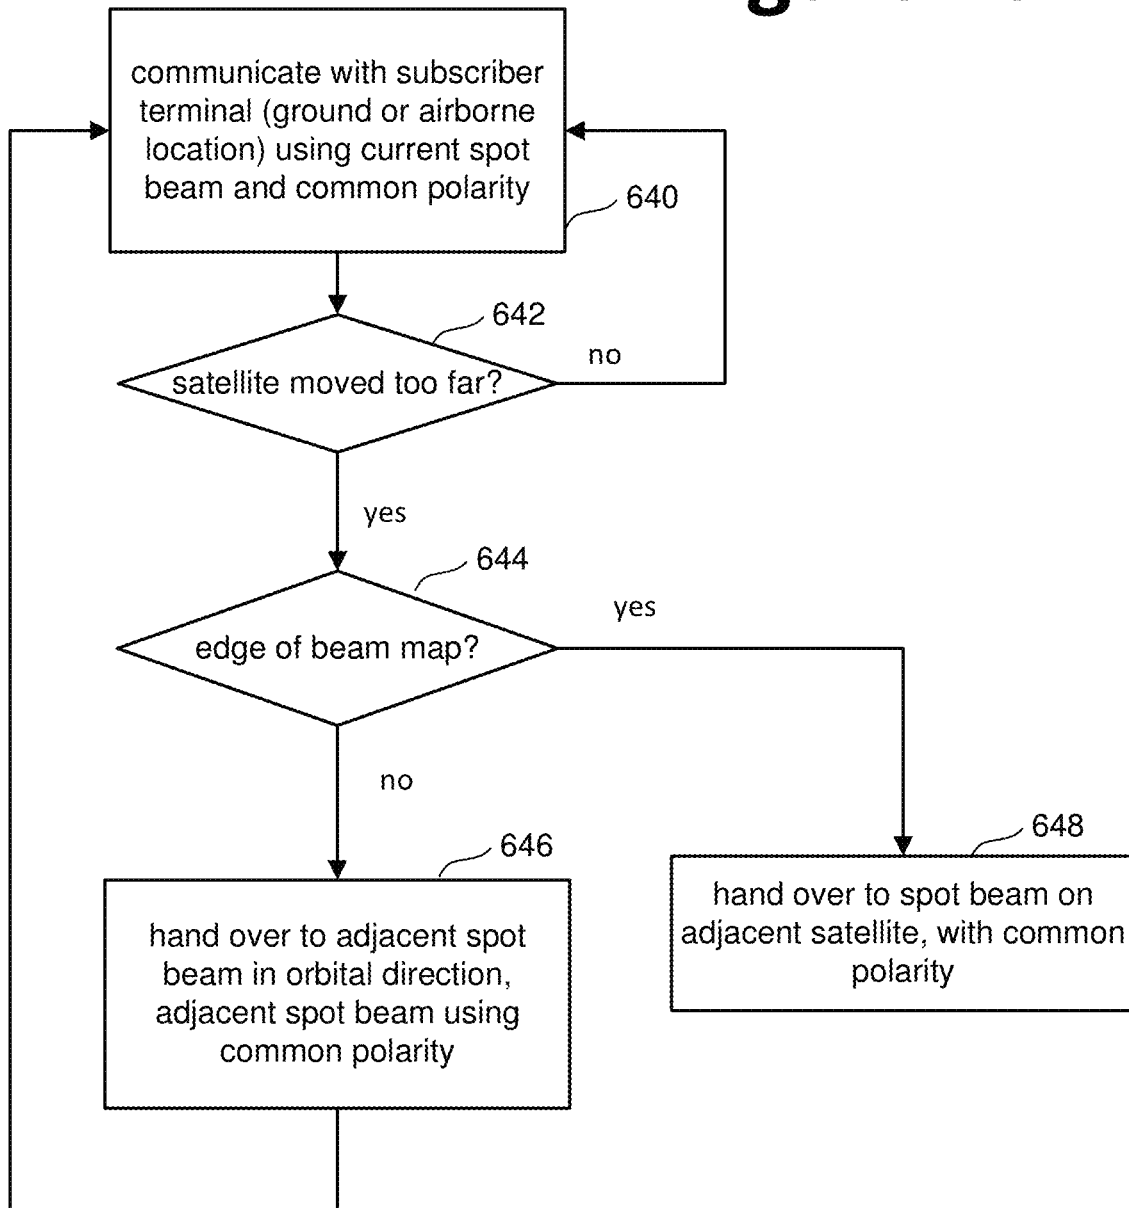 communicate with subscriber
terminal (ground or airborne
location) using current spot
beam and common polarity
640
642
satellite moved too far?
no
yes
644
edge of beam map?
yes
no
646
hand over to adjacent spot
beam in orbital direction,
adjacent spot beam using
common polarity
648
hand over to spot beam on
adjacent satellite, with common
polarity